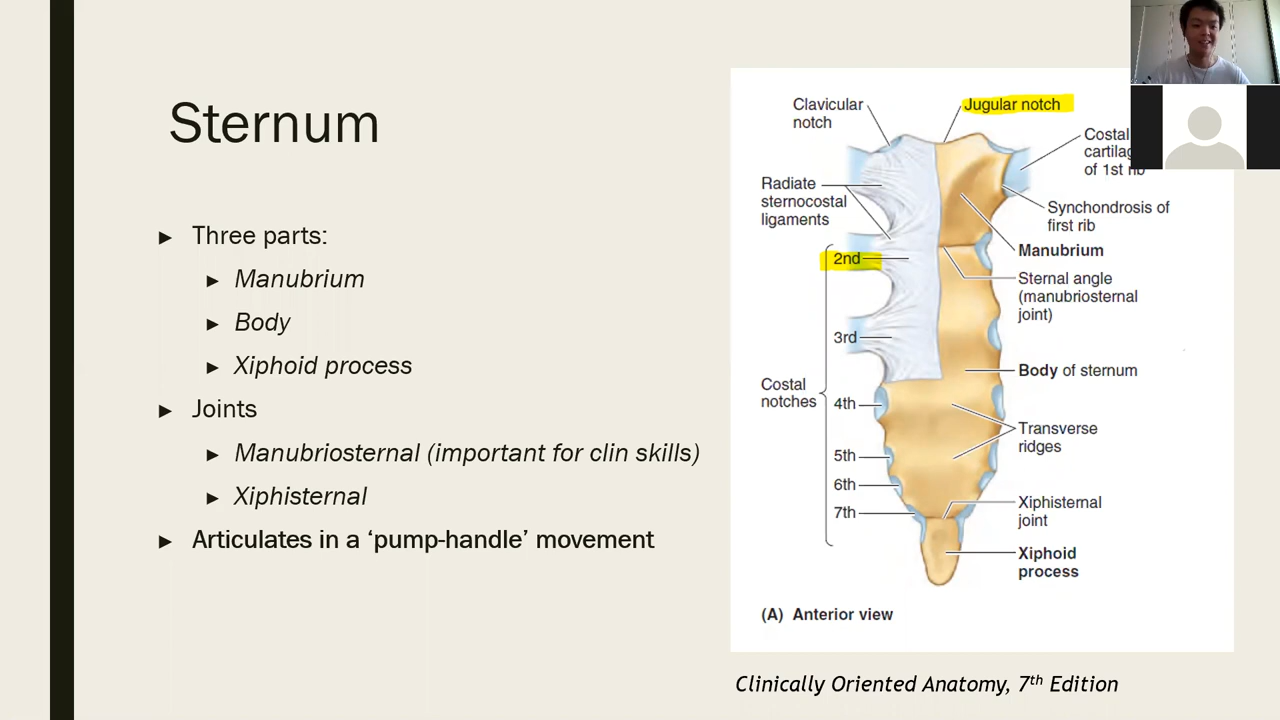 Sternum
► Three parts:
► Manubrium
► Body
► Xiphoid process
► Joints
► Manubriosternal (important for clin skills)
► Xiphisternal
► Articulates in a ‘pump-handle’ movement
Clavicular
notch
Jugular notch
Costal
of 1st rib
Radiate
sternocostal
ligaments
Synchondrosis of
first rib
Manubrium
2nd
Sternal angle
(manubriosternal
joint)
3rd
Body of sternum
Costal
notches
4th
Transverse
ridges
5th
6th
7th
Xiphisternal
joint
Xiphoid
process
(A) Anterior view
Clinically Oriented Anatomy, 7th Edition